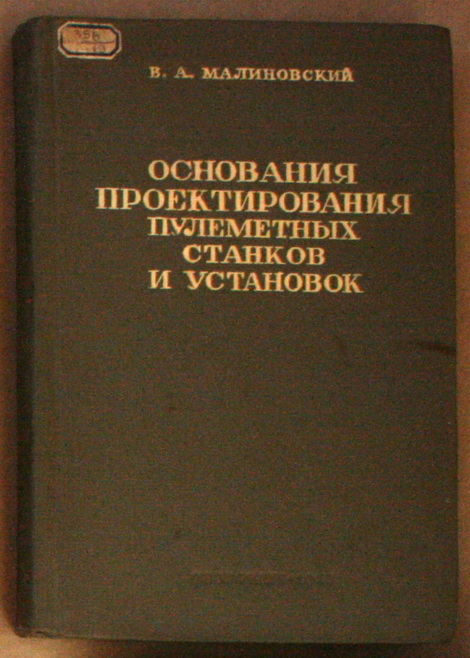 В. А. МАЛИНОВСКИЙ
ОСНОВАНИЯ
ПРОЕКТИРОВАНИЯ
ПУЛЕМЕТНЫХ
СТАНКОВ
И УСТАНОВОК